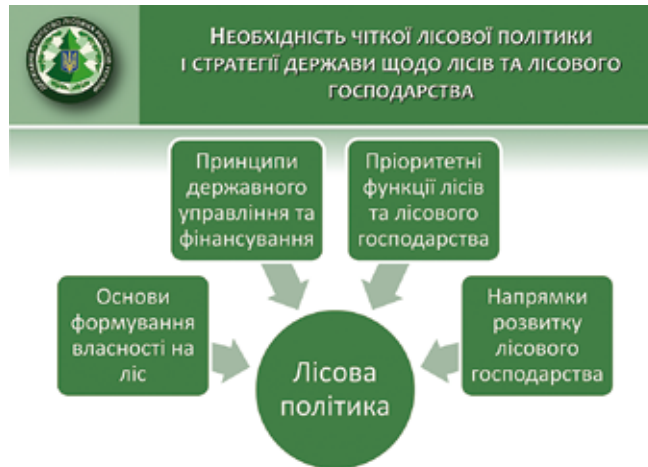 НЕОБХІДНІСТЬ ЧІТКОЇ ЛІСОВОЇ ПОЛІТИКИ
І СТРАТЕГІЇ ДЕРЖАВИ ЩОДО ЛІСІВ ТА ЛІСОВОГО
ГОСПОДАРСТВА
Принципи
державного
управління та
фінансування
Пріоритетні
функції лісів
та лісового
господарства
Основи
формування
власності на
ліс
Напрямки
розвитку
лісового
господарства
Лісова
політика